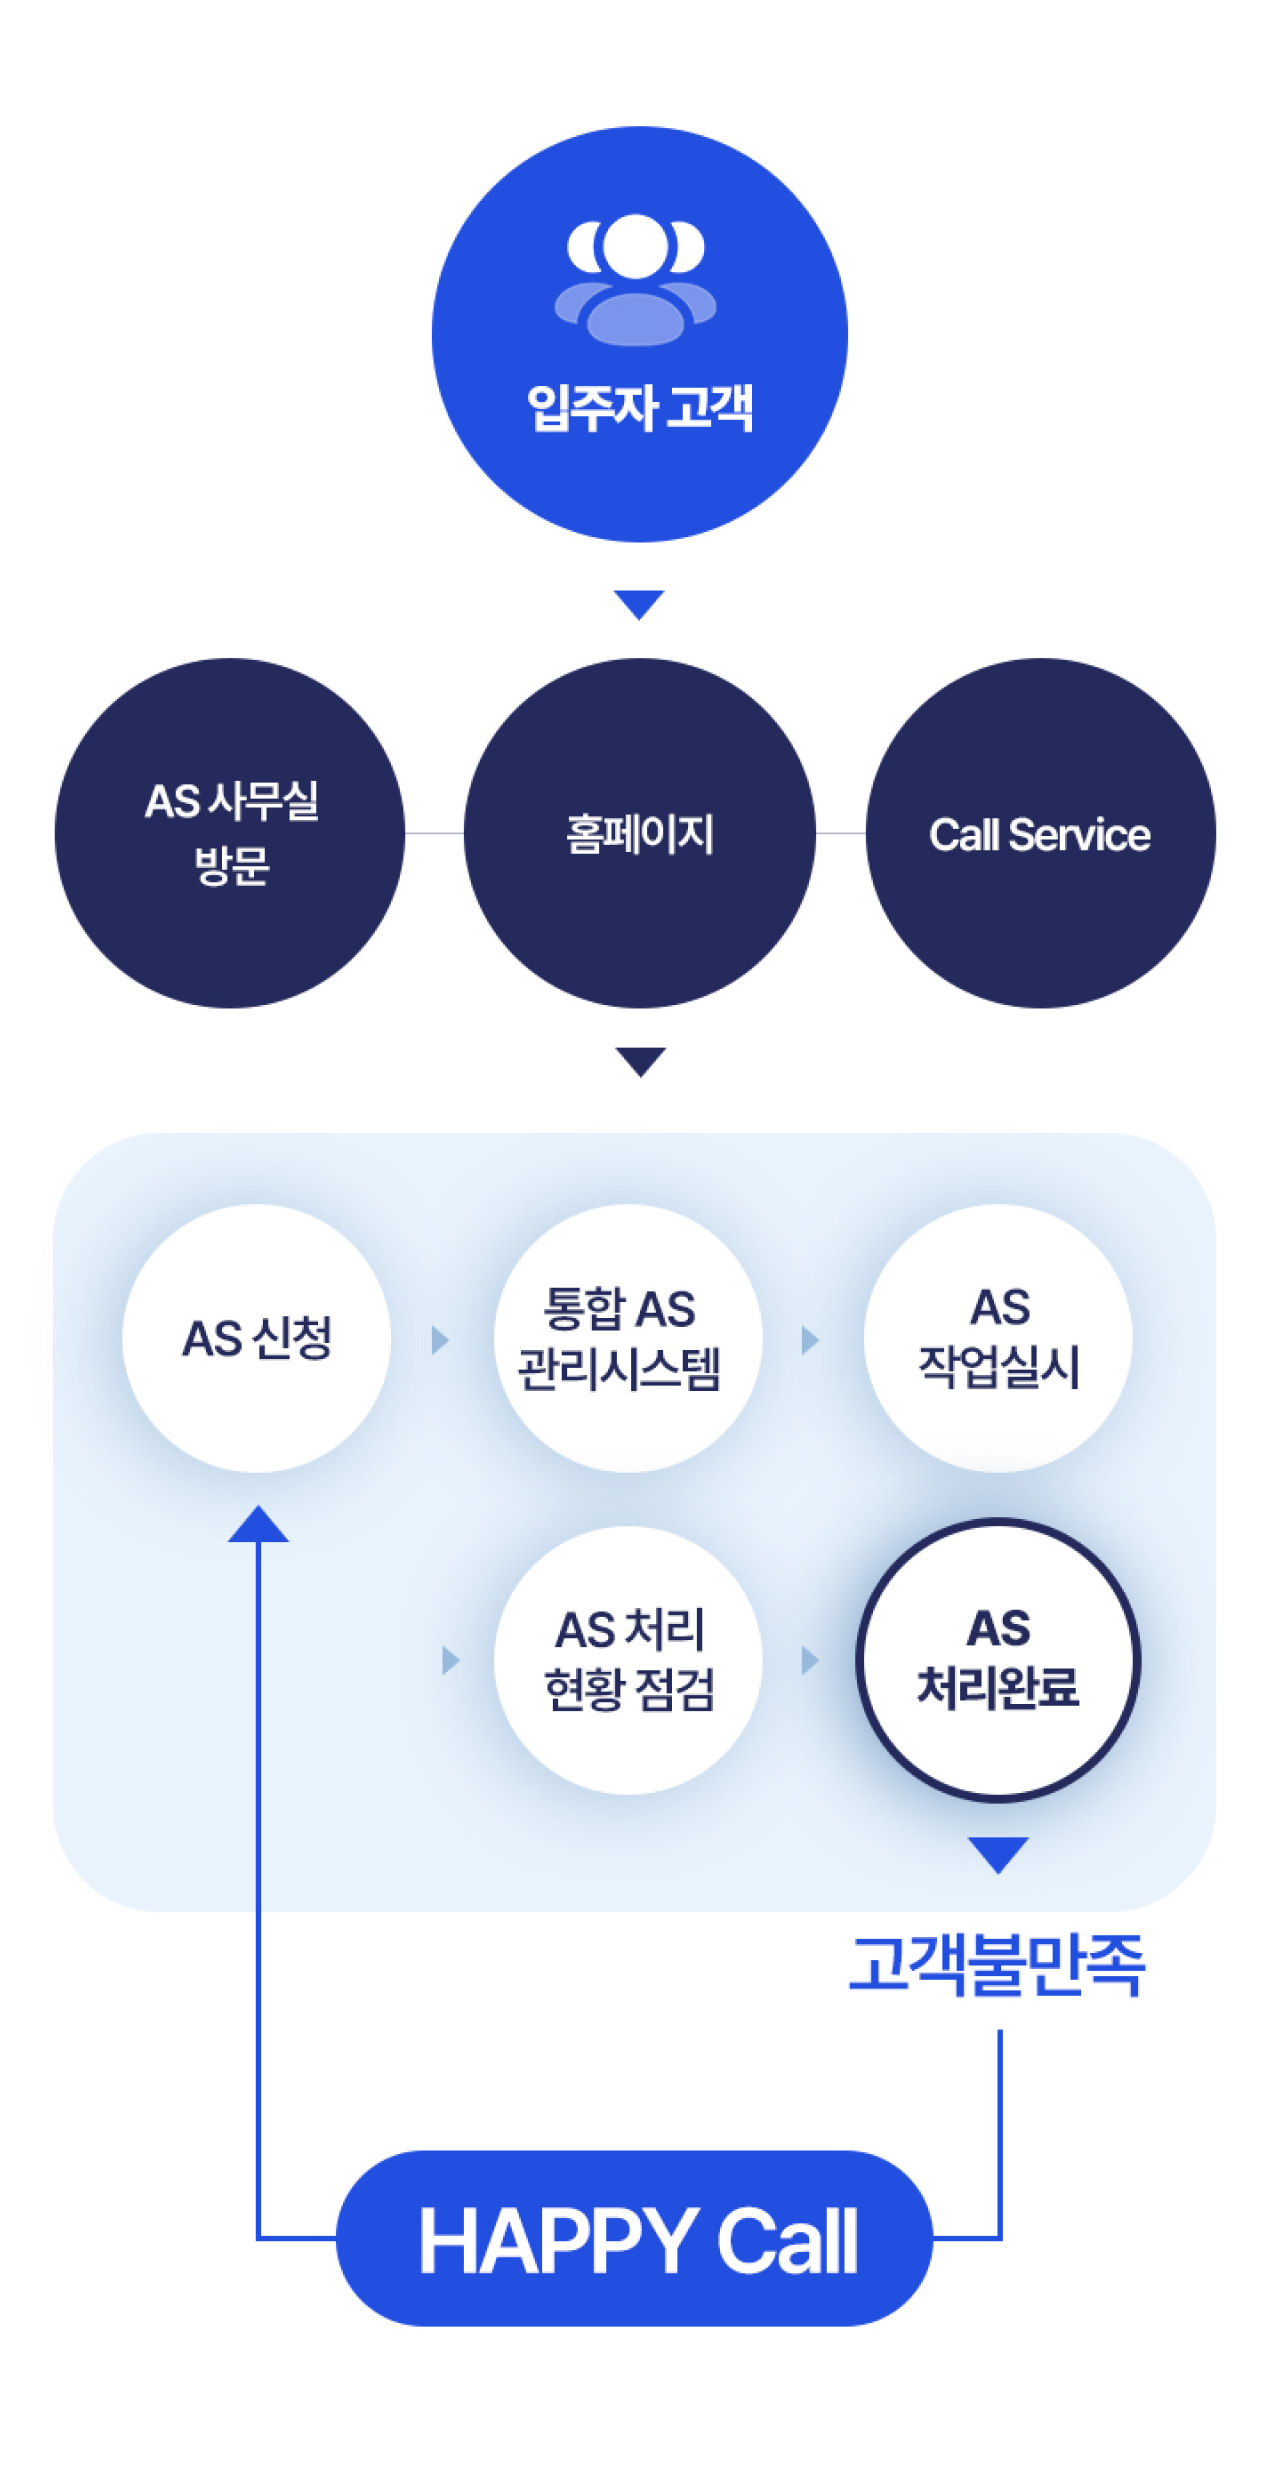 입주자 고객
AS 사무실
방문
홈페이지
Call Service
AS 신청
통합 AS
관리시스템
AS
작업실시
AS 처리
현황 점검
AS
처리완료
고객불만족
HAPPY Call